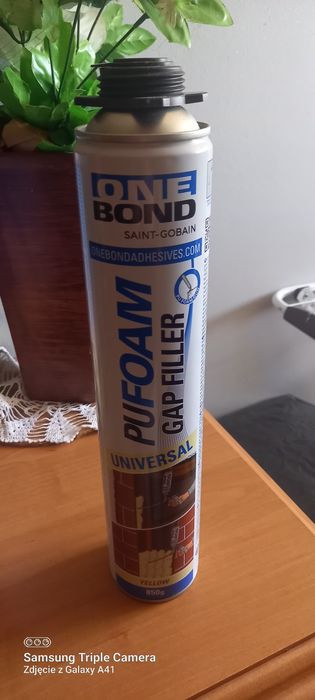 ONE
BOND
SAINT-GOBAIN
ONEBONDADHESIVES.COM
PUFOAM
GAP FILLER
UNIVERSAL
YELLOW
850g
Samsung Triple Camera
Zdjęcie z Galaxy A41